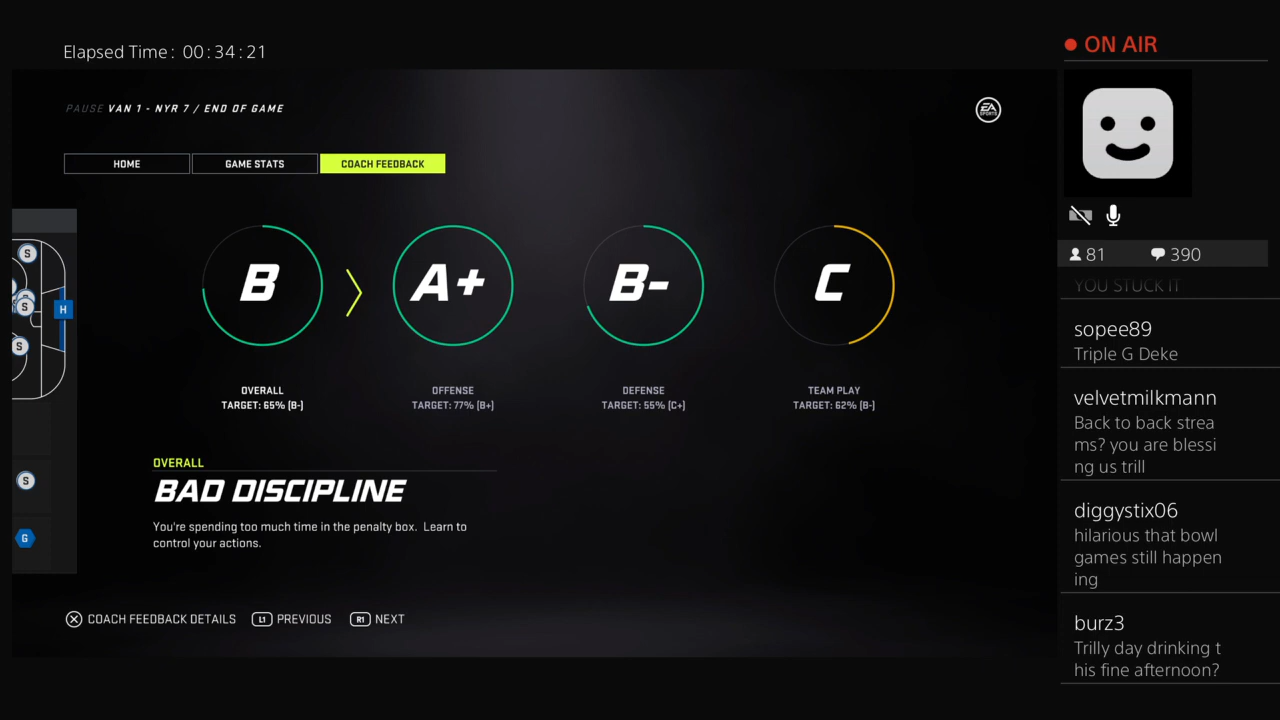 Elapsed Time: 00:34:21
ON AIR
PAUSE VAN 1 - NYR 7 / END OF GAME
EA
SPORTS
HOME
GAME STATS
COACH FEEDBACK
S
S
S
H
S
G
B
A+
B-
C
OVERALL
TARGET: 65% (B-)
OFFENSE
TARGET: 77% (B+)
DEFENSE
TARGET: 55% (C+)
TEAM PLAY
TARGET: 62% (B-)
OVERALL
BAD DISCIPLINE
You're spending too much time in the penalty box. Learn to
control your actions.
COACH FEEDBACK DETAILS
L1 PREVIOUS
R1 NEXT
81
390
YOU STUCK IT
sopee89
Triple G Deke
velvetmilkmann
Back to back strea
ms? you are blessi
ng us trill
diggystix06
hilarious that bowl
games still happen
ing
burz3
Trilly day drinking t
his fine afternoon?